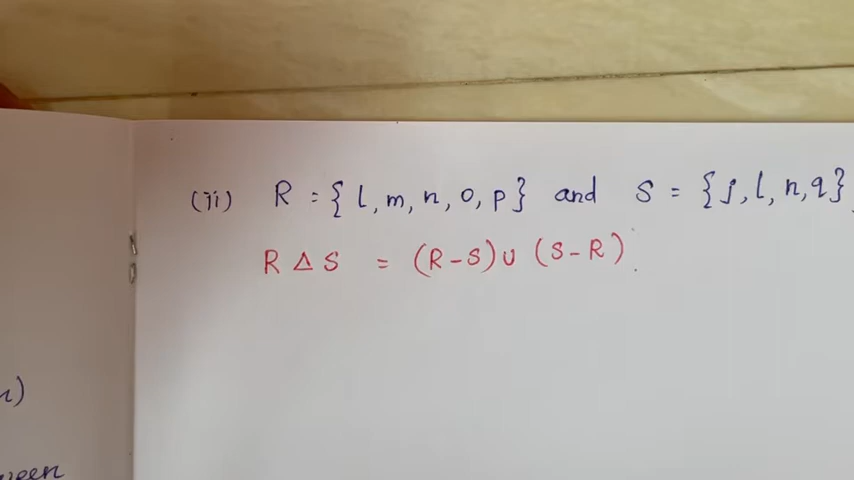 (ii) R = { l, m, n, o, p } and S = { j, l, n, q }
R Δ S = (R - S) ∪ (S - R)